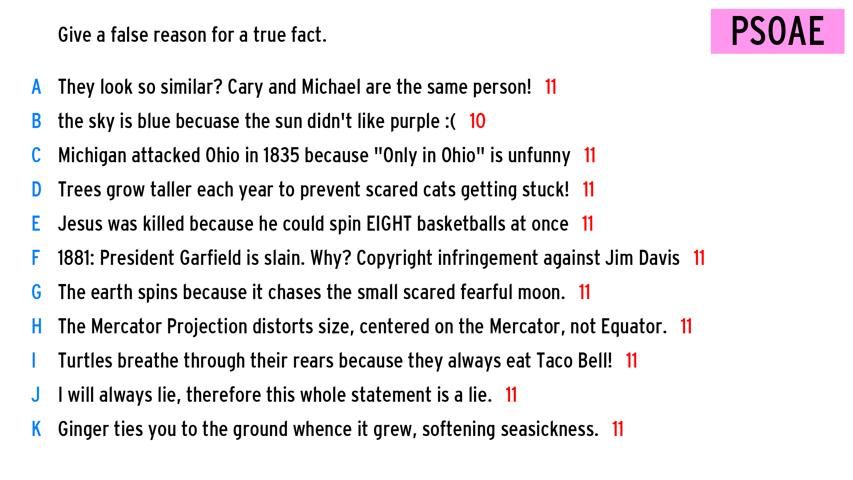 Give a false reason for a true fact.
PSOAE
A They look so similar? Cary and Michael are the same person! 11
B the sky is blue becuase the sun didn't like purple :( 10
C Michigan attacked Ohio in 1835 because "Only in Ohio" is unfunny 11
D Trees grow taller each year to prevent scared cats getting stuck! 11
E Jesus was killed because he could spin EIGHT basketballs at once 11
F 1881: President Garfield is slain. Why? Copyright infringement against Jim Davis 11
G The earth spins because it chases the small scared fearful moon. 11
H The Mercator Projection distorts size, centered on the Mercator, not Equator. 11
I Turtles breathe through their rears because they always eat Taco Bell! 11
J I will always lie, therefore this whole statement is a lie. 11
K Ginger ties you to the ground whence it grew, softening seasickness. 11